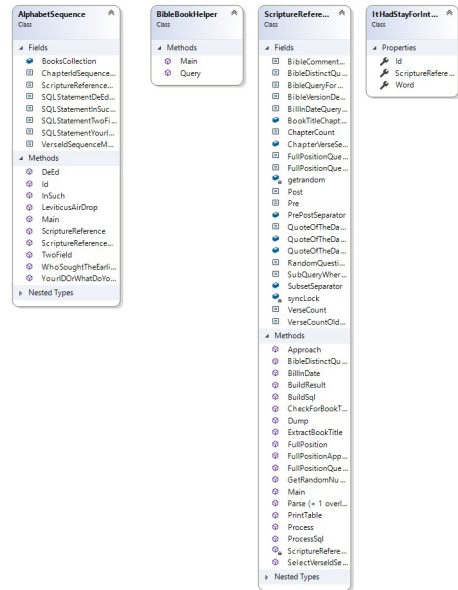 AlphabetSequence
Class
Fields
BooksCollection
ChapterIdSequence...
ScriptureReference...
SQLStatementDeEd...
SQLStatementInSuc...
SQLStatementTwoFi...
SQLStatementYourI...
VerseIdSequenceM...
Methods
DeEd
Id
InSuch
LeviticusAirDrop
Main
ScriptureReference
ScriptureReference...
TwoField
WhoSoughtTheEarli...
YourIDOrWhatDoYo...
Nested Types
BibleBookHelper
Class
Methods
Main
Query
ScriptureRefere...
Class
Fields
BibleComment...
BibleDistinctQu...
BibleQueryFor...
BibleVersionDe...
BillInDateQuery...
BookTitleChapt...
ChapterCount
ChapterVerseSe...
FullPositionQue...
FullPositionQue...
getrandom
Post
Pre
PrePostSeparator
QuoteOfTheDa...
QuoteOfTheDa...
QuoteOfTheDa...
RandomQuesti...
SubQueryWher...
SubsetSeparator
syncLock
VerseCount
VerseCountOld...
Methods
Approach
BibleDistinctQu...
BillInDate
BuildResult
BuildSql
CheckForBookT...
Dump
ExtractBookTitle
FullPosition
FullPositionApp...
FullPositionQue...
GetRandomNu...
Main
Parse (+ 1 overl...
PrintTable
Process
ProcessSql
ScriptureRefere...
SelectVerseIdSe...
Nested Types
ItHadStayForInt...
Class
Properties
Id
ScriptureRefere...
Word